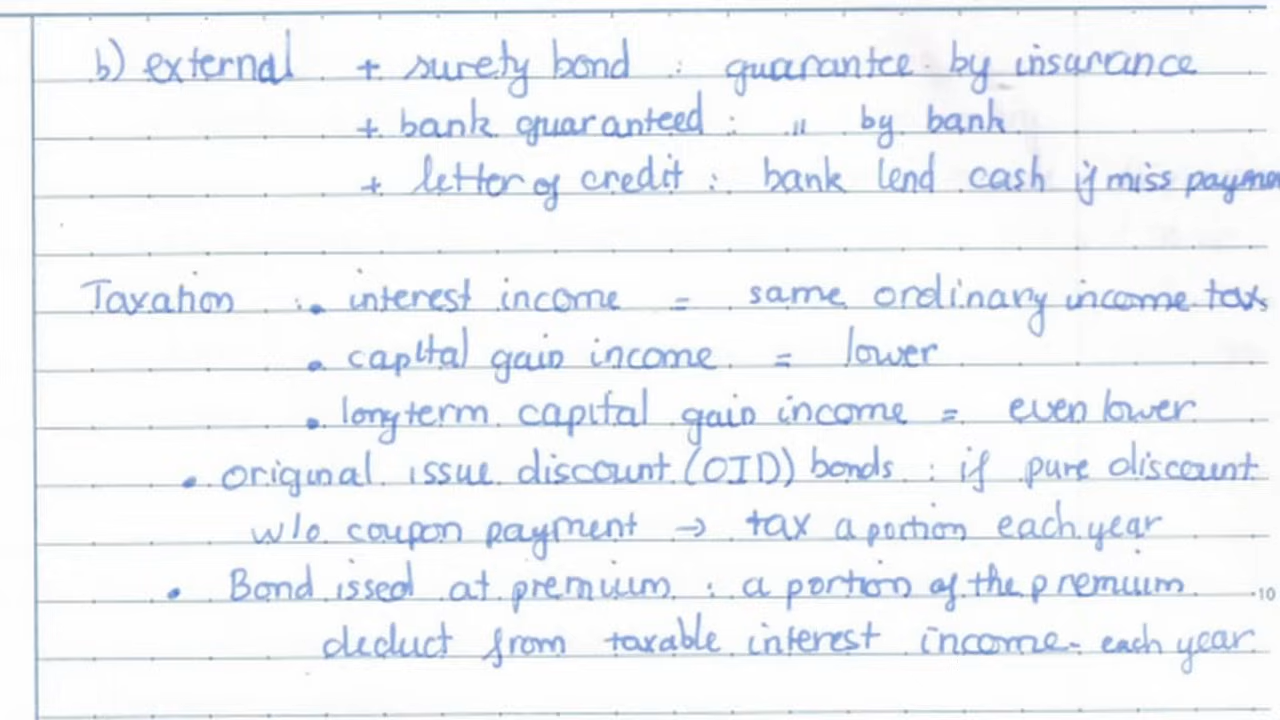 b) external + surety bond : guarantee by insurance
+ bank guaranteed : " by bank
+ letter of credit : bank lend cash if miss
Taxation : • interest income = same ordinary income tax
• capital gain income = lower
• longterm capital gain income = even lower
• original issue discount (OID) bonds : if pure discount
w/o coupon payment → tax a portion each year
• Bond issed at premium : a portion of the premium
10
deduct from taxable interest income each year